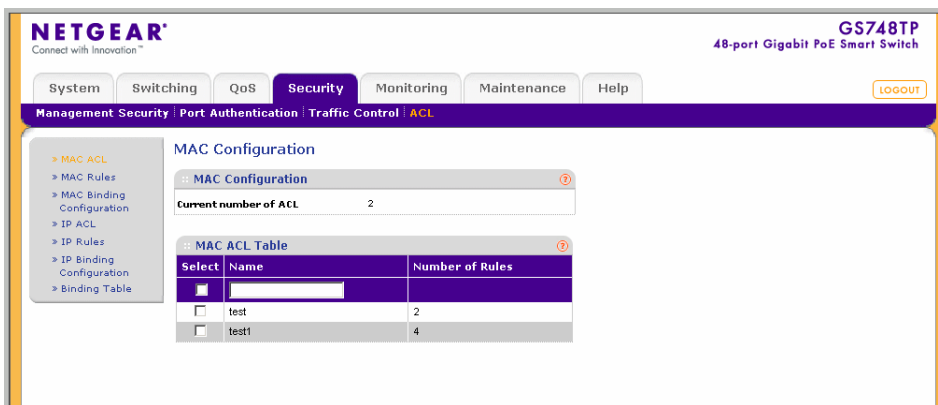 NETGEAR®
Connect with Innovation™
GS748TP
48-port Gigabit PoE Smart Switch
System Switching QoS Security Monitoring Maintenance Help
LOGOUT
Management Security Port Authentication Traffic Control ACL
» MAC ACL
» MAC Rules
» MAC Binding
Configuration
» IP ACL
» IP Rules
» IP Binding
Configuration
» Binding Table
MAC Configuration
:: MAC Configuration ?
Current number of ACL 2
:: MAC ACL Table ?
Select Name Number of Rules
test 2
test1 4